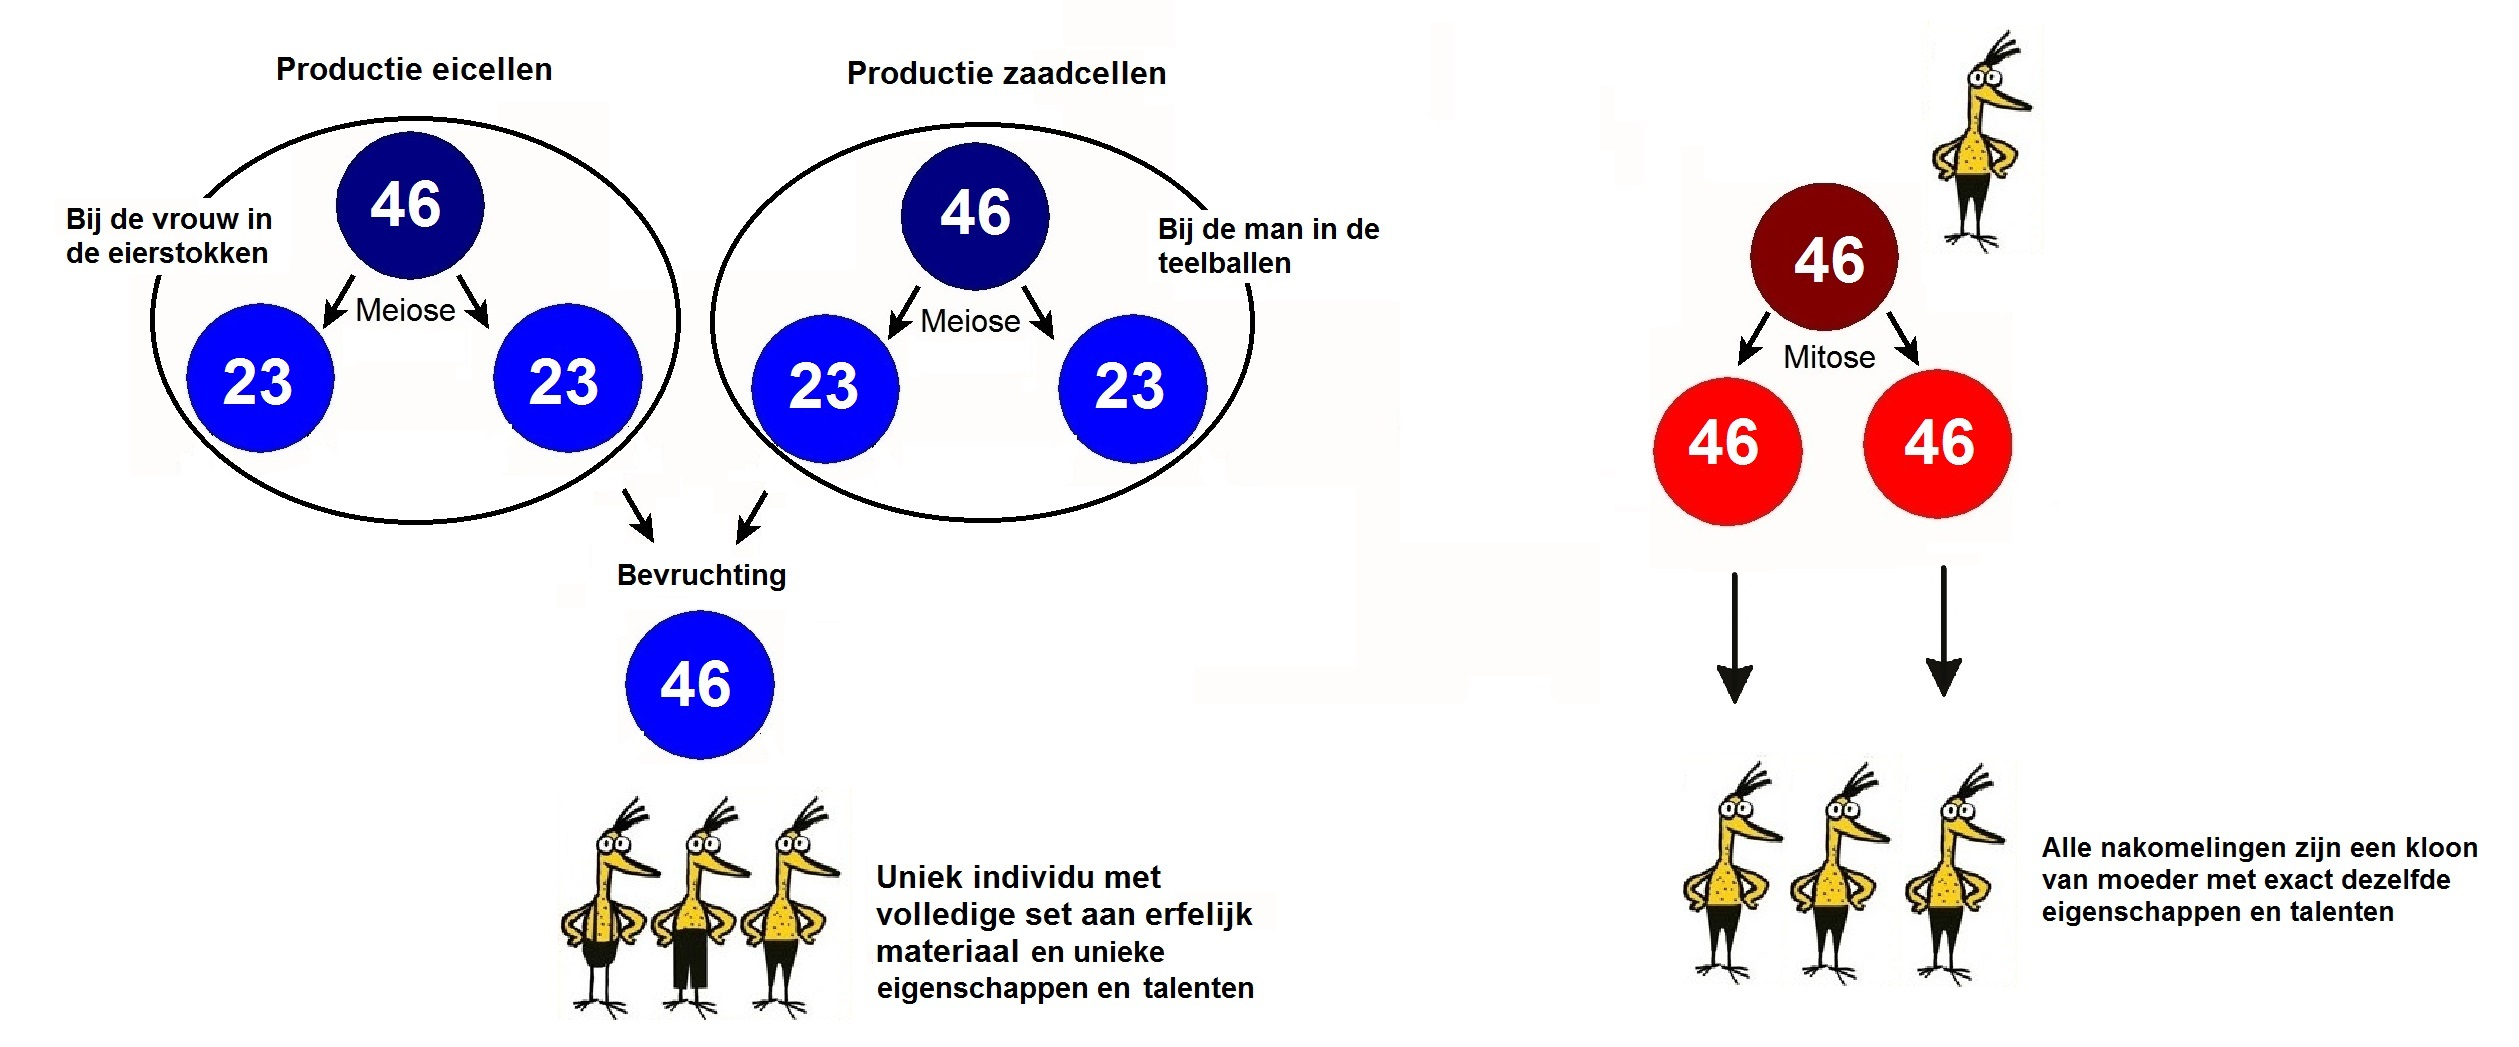 Productie eicellen
Productie zaadcellen
46
Bij de vrouw in
de eierstokken
Meiose
23
23
46
Bij de man in de
teelballen
Meiose
23
23
Bevruchting
46
Uniek individu met
volledige set aan erfelijk
materiaal en unieke
eigenschappen en talenten
46
Mitose
46
46
Alle nakomelingen zijn een kloon
van moeder met exact dezelfde
eigenschappen en talenten